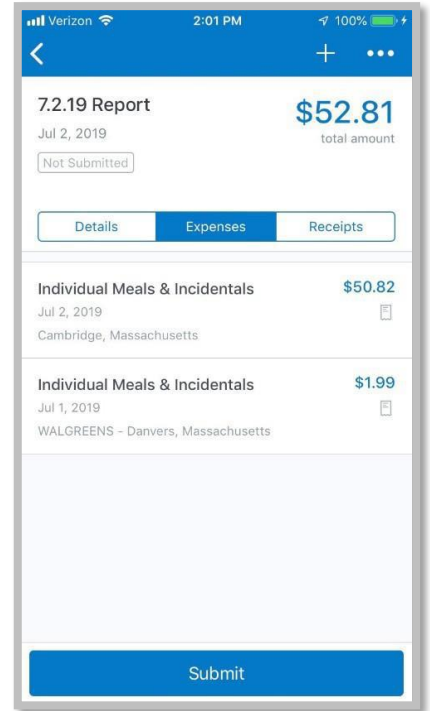 Verizon 2:01 PM 100%
7.2.19 Report $52.81
Jul 2, 2019 total amount
Not Submitted
Details Expenses Receipts
Individual Meals & Incidentals $50.82
Jul 2, 2019
Cambridge, Massachusetts
Individual Meals & Incidentals $1.99
Jul 1, 2019
WALGREENS - Danvers, Massachusetts
Submit